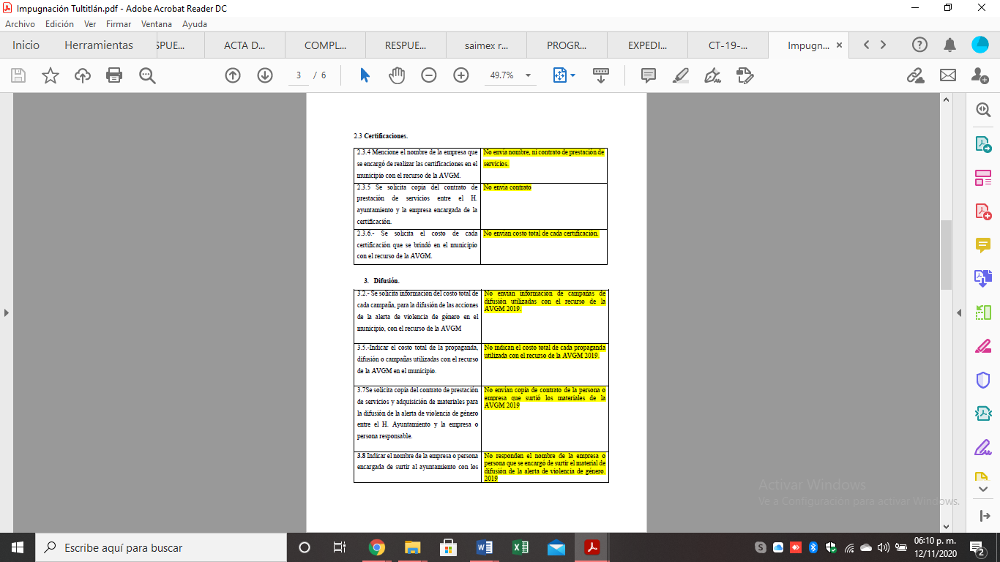 Impugnación Tultitlán.pdf - Adobe Acrobat Reader DC
Archivo Edición Ver Firmar Ventana Ayuda
Inicio Herramientas SPUE... ACTA D... COMPL... RESPUE... saimex r... PROGR... EXPEDI... CT-19-... Impugn...
3 / 6 49.7%
2.3 Certificaciones.
2.3.4 Mencione el nombre de la empresa que
se encargó de realizar las certificaciones en el
municipio con el recurso de la AVGM.
No envía nombre, ni contrato de prestación de
servicios.
2.3.5 Se solicita copia del contrato de
prestación de servicios entre el H.
ayuntamiento y la empresa encargada de la
certificación.
No envía contrato
2.3.6.- Se solicita el costo de cada
certificación que se brindó en el municipio
con el recurso de la AVGM.
No envían costo total de cada certificación.
3. Difusión.
3.2.- Se solicita información del costo total de
cada campaña, para la difusión de las acciones
de la alerta de violencia de género en el
municipio, con el recurso de la AVGM
No envían información de campañas de
difusión utilizadas con el recurso de la
AVGM 2019.
3.5.-Indicar el costo total de la propaganda,
difusión o campañas utilizadas con el recurso
de la AVGM en el municipio.
No indican el costo total de cada propaganda
utilizada con el recurso de la AVGM 2019.
3.7Se solicita copia del contrato de prestación
de servicios y adquisición de materiales para
la difusión de la alerta de violencia de género
entre el H. Ayuntamiento y la empresa o
persona responsable.
No envían copia de contrato de la persona o
empresa que surtió los materiales de la
AVGM 2019
3.8 Indicar el nombre de la empresa o persona
encargada de surtir al ayuntamiento con los
No responden el nombre de la empresa o
persona que se encargó de surtir el material de
difusión de la alerta de violencia de género.
2019
Activar Windows
Ve a Configuración para activar Windows.
Escribe aquí para buscar
06:10 p. m.
12/11/2020
2